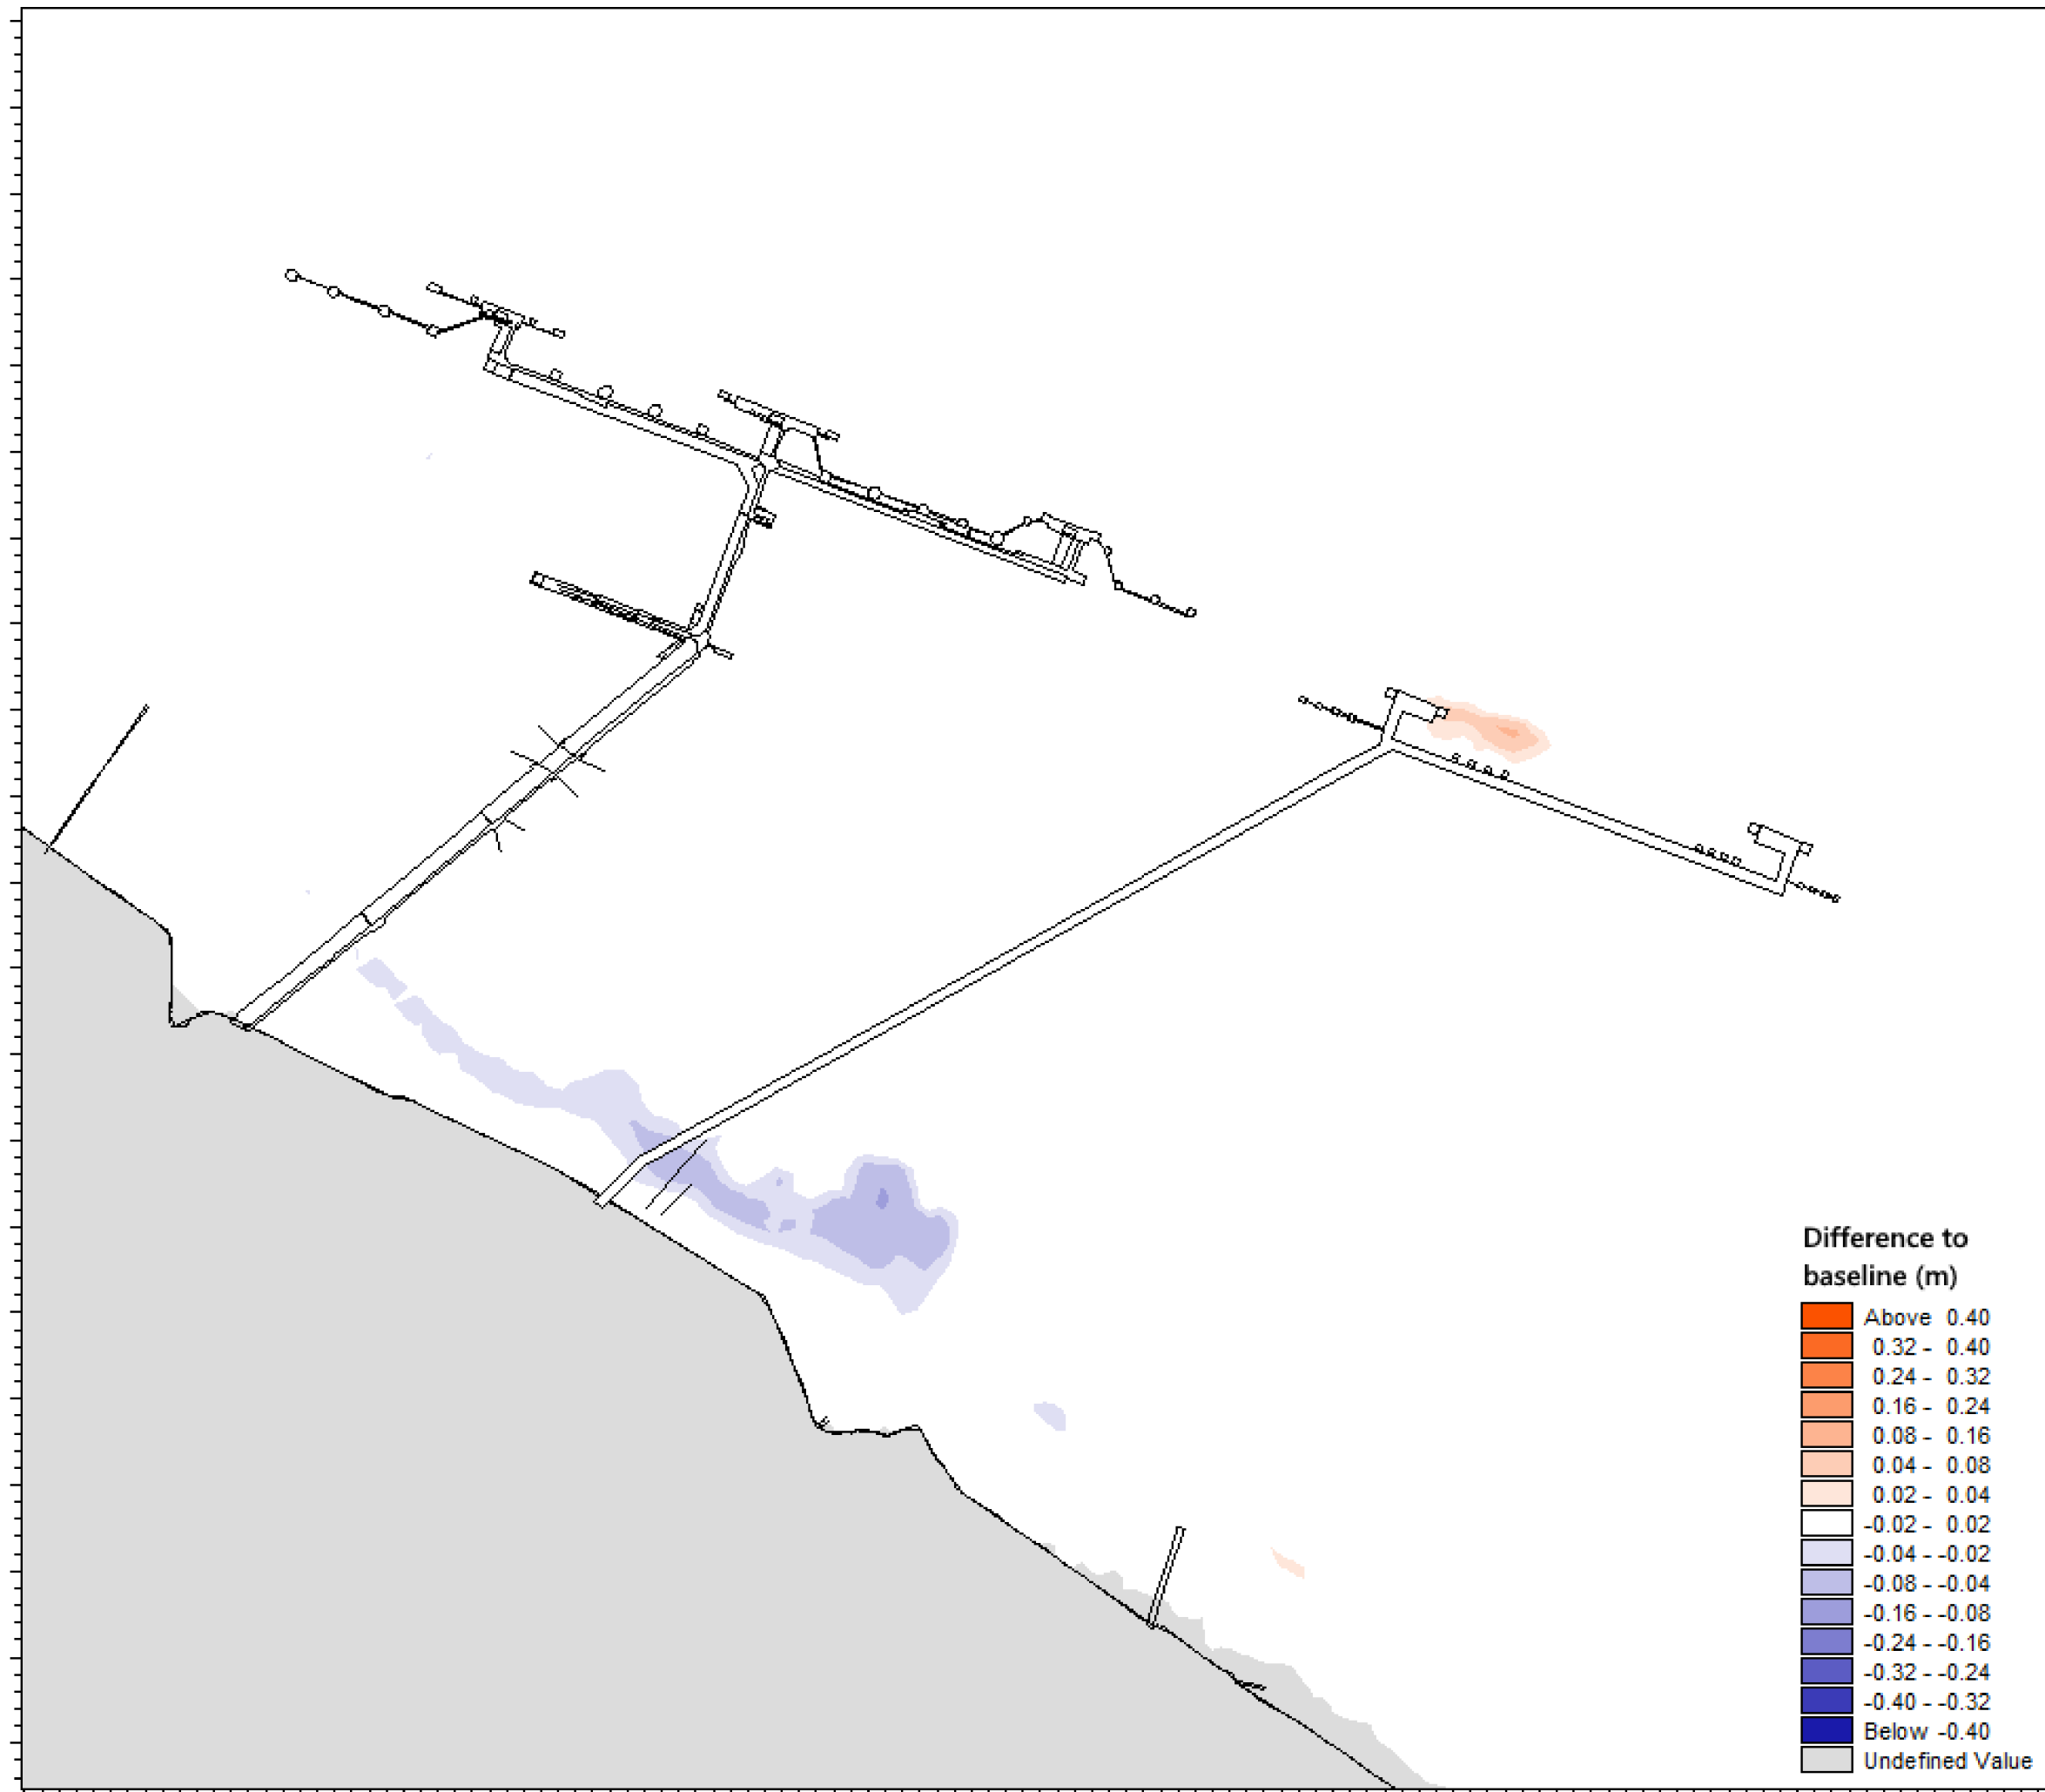 Difference to
baseline (m)
Above 0.40
0.32 - 0.40
0.24 - 0.32
0.16 - 0.24
0.08 - 0.16
0.04 - 0.08
0.02 - 0.04
-0.02 - 0.02
-0.04 - -0.02
-0.08 - -0.04
-0.16 - -0.08
-0.24 - -0.16
-0.32 - -0.24
-0.40 - -0.32
Below -0.40
Undefined Value